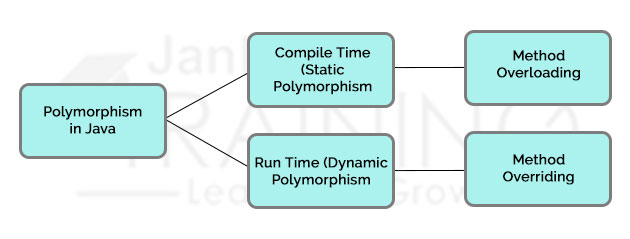 Polymorphism
in Java
Compile Time
(Static
Polymorphism
Method
Overloading
Run Time (Dynamic
Polymorphism
Method
Overriding